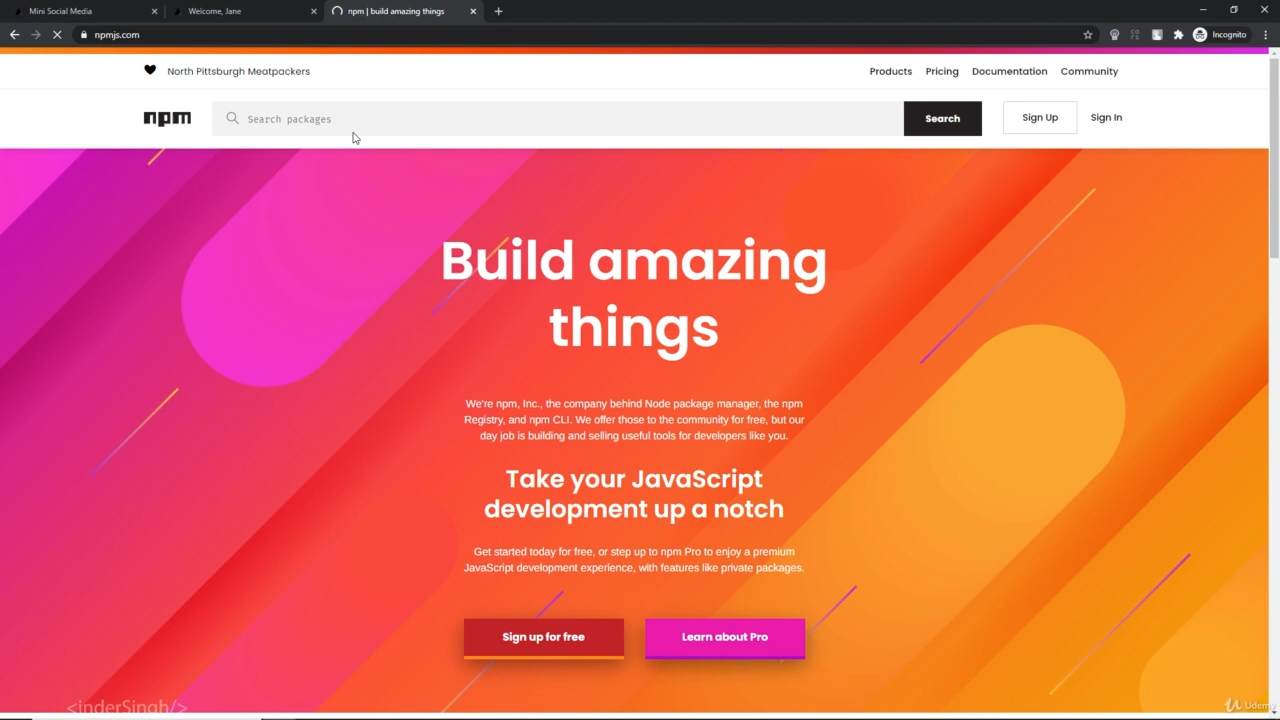 Mini Social Media
Welcome, Jane
npm | build amazing things
npmjs.com
Incognito
North Pittsburgh Meatpackers
Products Pricing Documentation Community
npm
Search packages
Search
Sign Up
Sign In
Build amazing
things
We're npm, Inc., the company behind Node package manager, the npm
Registry, and npm CLI. We offer those to the community for free, but our
day job is building and selling useful tools for developers like you.
Take your JavaScript
development up a notch
Get started today for free, or step up to npm Pro to enjoy a premium
JavaScript development experience, with features like private packages.
Sign up for free
Learn about Pro
<inderSingh/>
Udemy